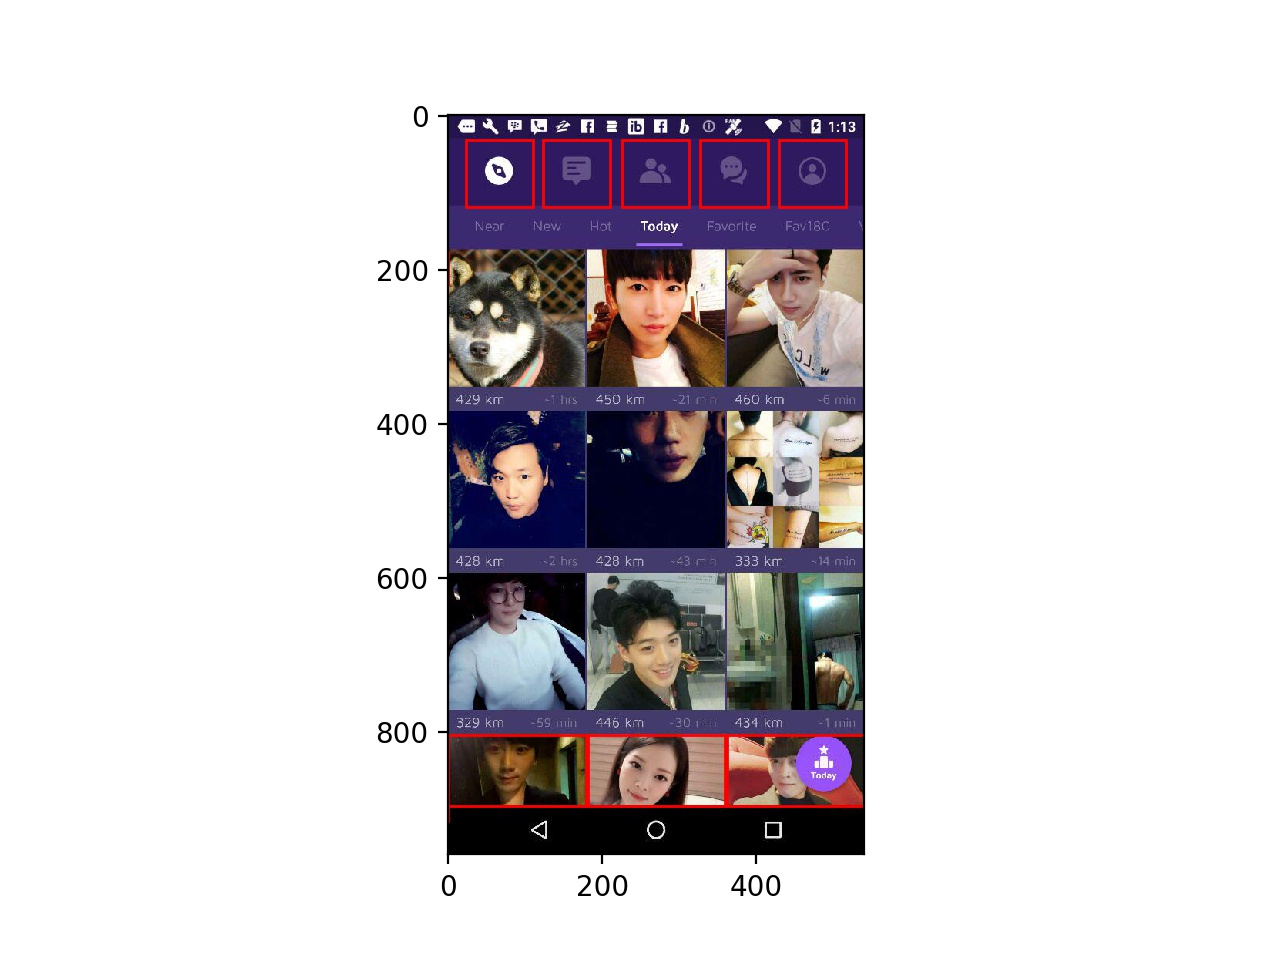 0
200
400
600
800
1:13
Near New Hot Today Favorite Fav18C
429 km ~1 hrs 450 km ~21 min 460 km ~6 min
428 km ~2 hrs 428 km ~43 min 333 km ~14 min
329 km ~59 min 446 km ~30 min 434 km ~1 min
Today
0 200 400